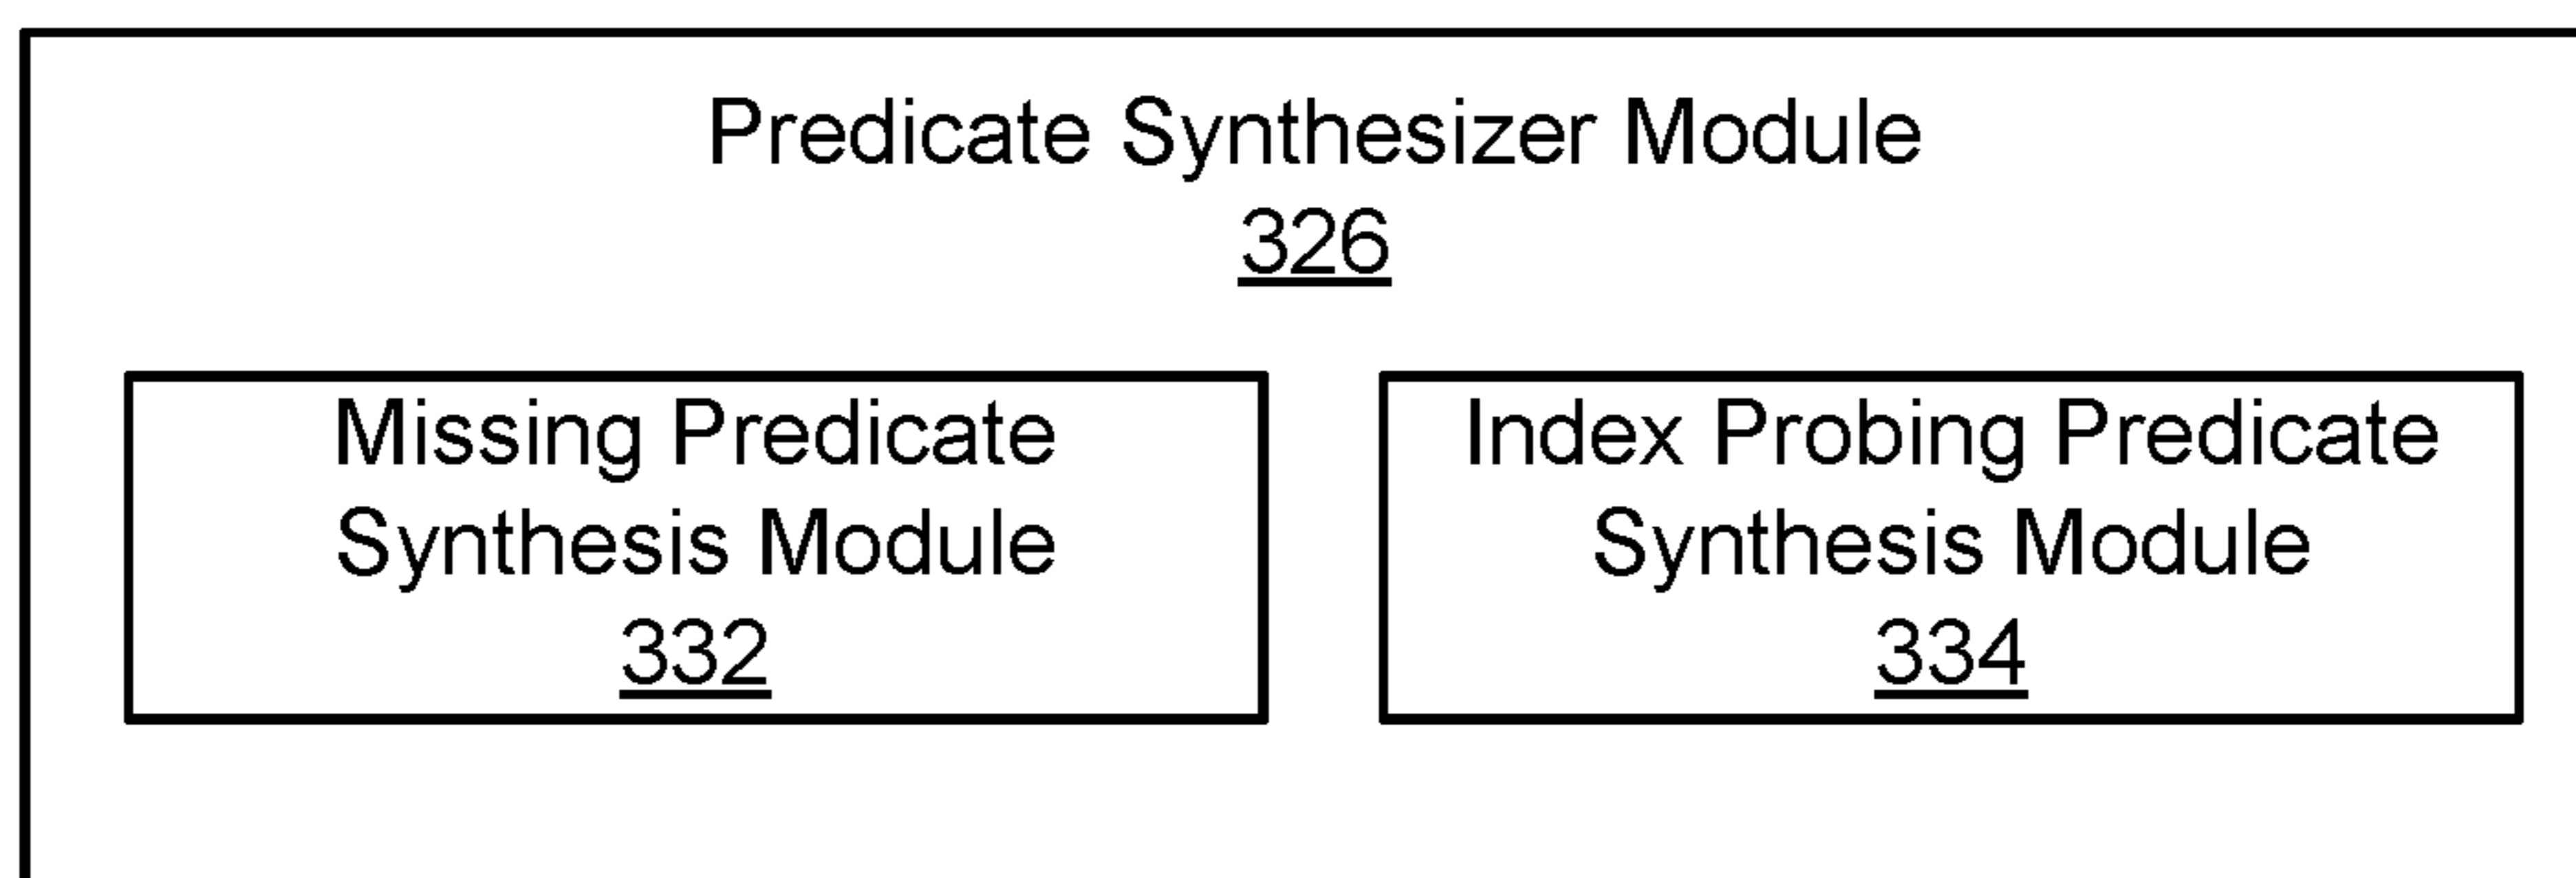 Predicate Synthesizer Module
326
Missing Predicate
Synthesis Module
332
Index Probing Predicate
Synthesis Module
334